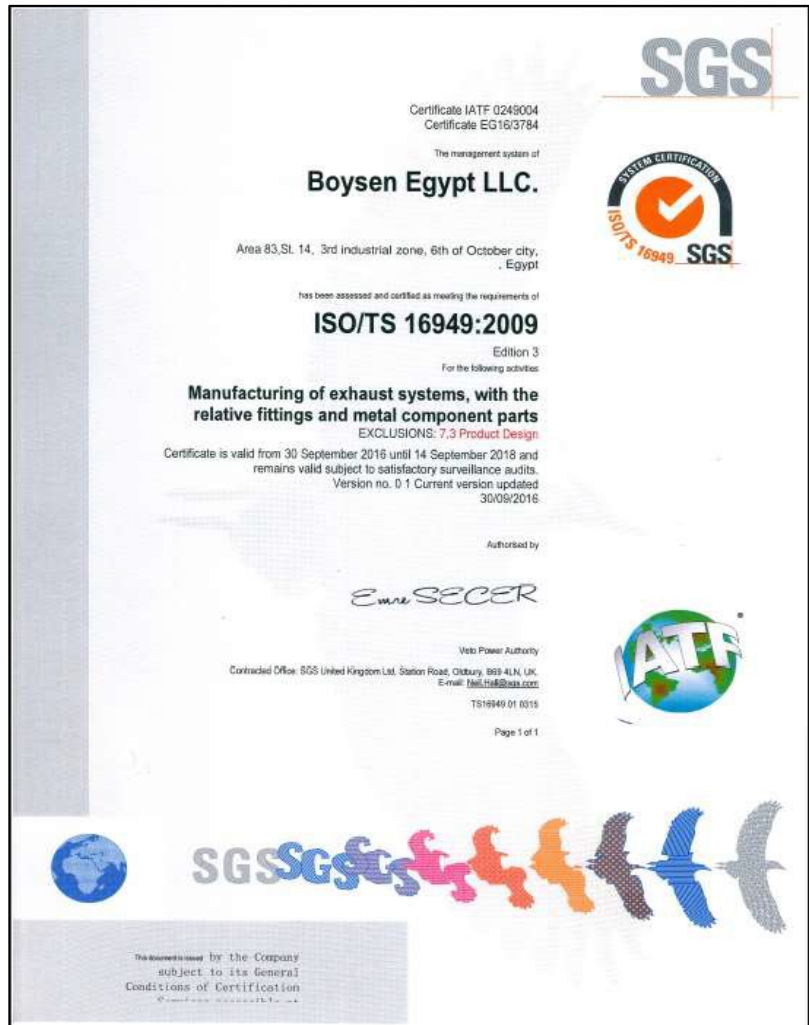 SGS
Certificate IATF 0249004
Certificate EG16/3784
The management system of
Boysen Egypt LLC.
SYSTEM CERTIFICATION
ISO/TS 16949
SGS
Area 83,St. 14, 3rd industrial zone, 6th of October city,
, Egypt
has been assessed and certified as meeting the requirements of
ISO/TS 16949:2009
Edition 3
For the following activities
Manufacturing of exhaust systems, with the
relative fittings and metal component parts
EXCLUSIONS: 7,3 Product Design
Certificate is valid from 30 September 2016 until 14 September 2018 and
remains valid subject to satisfactory surveillance audits.
Version no. 0 1 Current version updated
30/09/2016
Authorised by
Emre SECER
Veto Power Authority
Contracted Office: SGS United Kingdom Ltd, Station Road, Oldbury, B69 4LN, UK.
E-mail: Neil.Hall@sgs.com
TS16949 01 0315
Page 1 of 1
IATF
SGSSGSSGS
This document is issued by the Company
subject to its General
Conditions of Certification